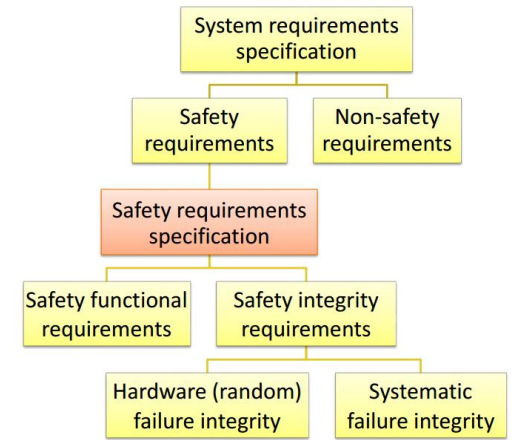 System requirements
specification
Safety
requirements
Non-safety
requirements
Safety requirements
specification
Safety functional
requirements
Safety integrity
requirements
Hardware (random)
failure integrity
Systematic
failure integrity